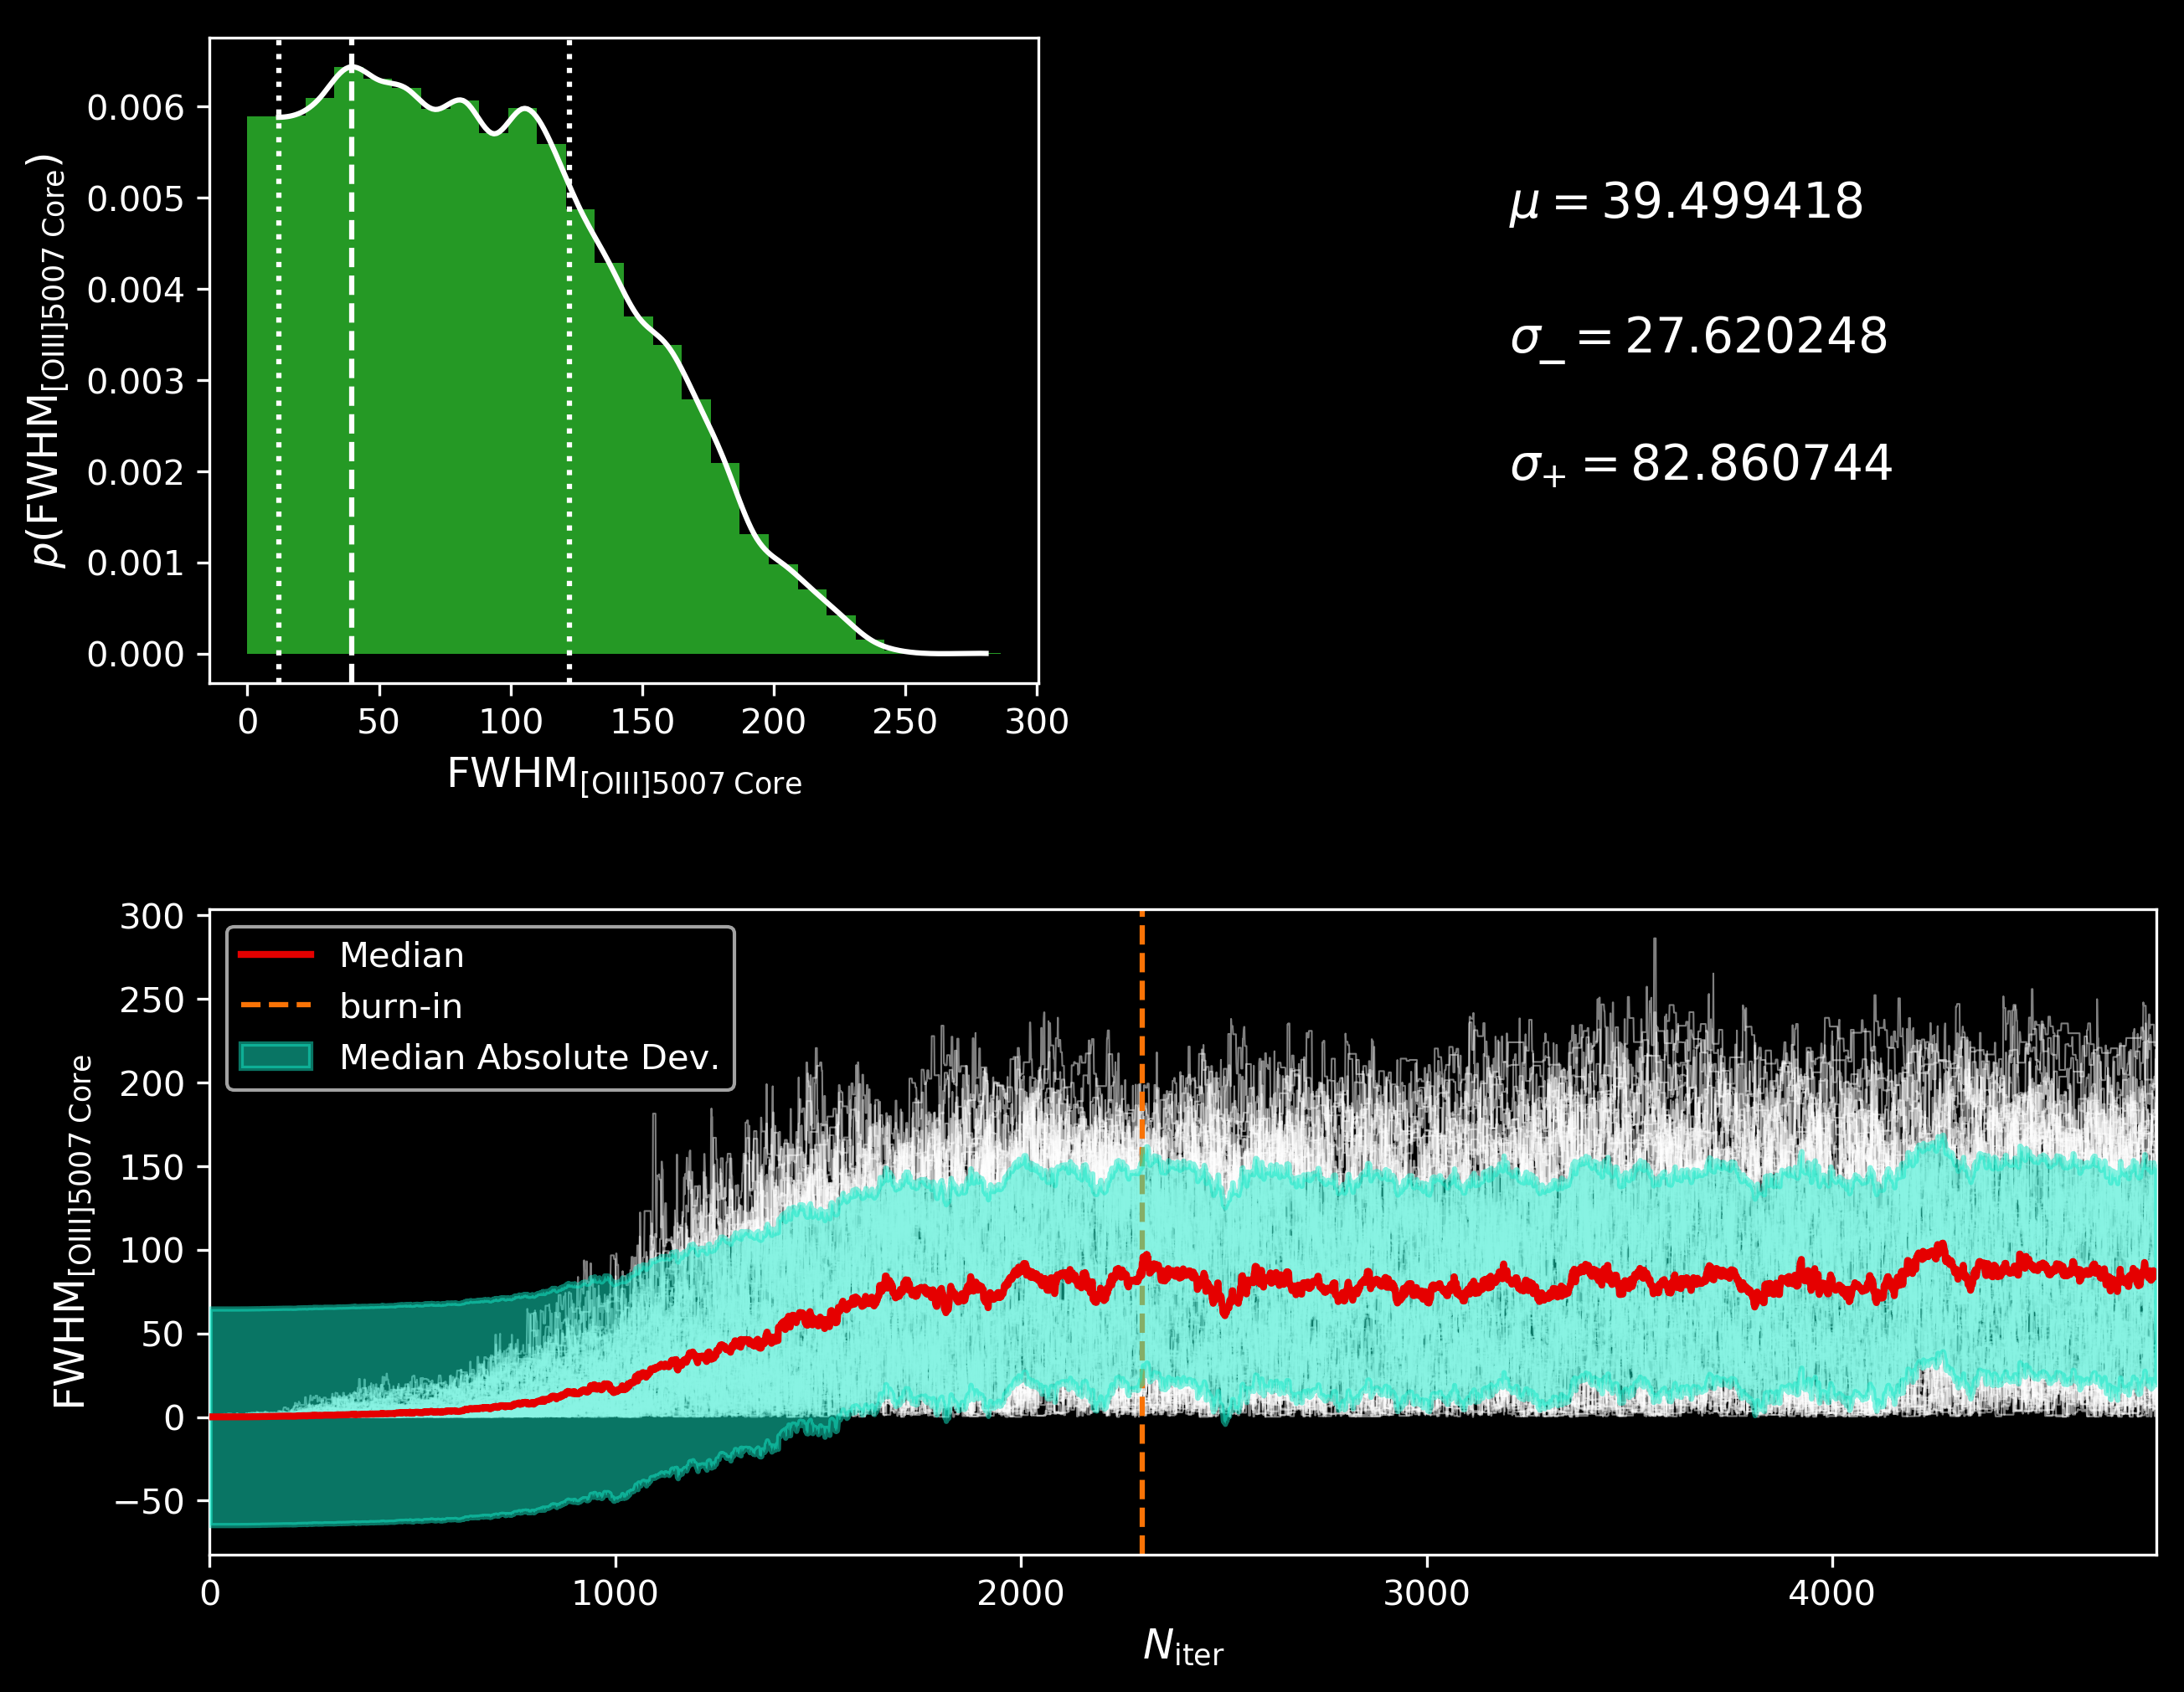 p(FWHM[OIII]5007 Core)
0.006
0.005
0.004
0.003
0.002
0.001
0.000
0 50 100 150 200 250 300
FWHM[OIII]5007 Core
μ = 39.499418
σ− = 27.620248
σ+ = 82.860744
FWHM[OIII]5007 Core
300
250
200
150
100
50
0
−50
Median
burn-in
Median Absolute Dev.
0 1000 2000 3000 4000
Niter